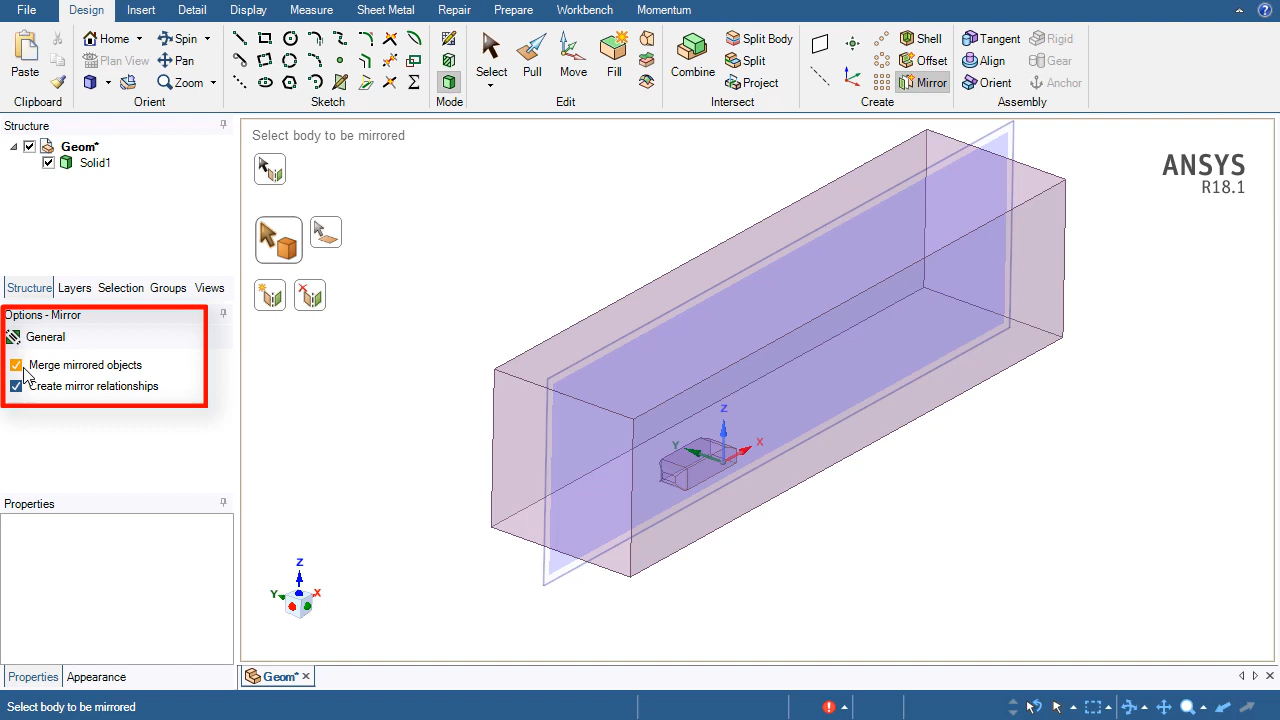 File Design Insert Detail Display Measure Sheet Metal Repair Prepare Workbench Momentum
Home Spin Tangent Rigid
Split Body Shell
Plan View Pan Split Offset Align Gear
Paste Zoom Select Pull Move Fill Combine Project Mirror Orient Anchor
Clipboard Orient Sketch Mode Edit Intersect Create Assembly
Structure
Geom*
Solid1
Structure Layers Selection Groups Views
Options - Mirror
General
Merge mirrored objects
Create mirror relationships
Properties
Properties Appearance
Select body to be mirrored
ANSYS
R18.1
Z
Y X
Z
Y X
Geom*
Select body to be mirrored